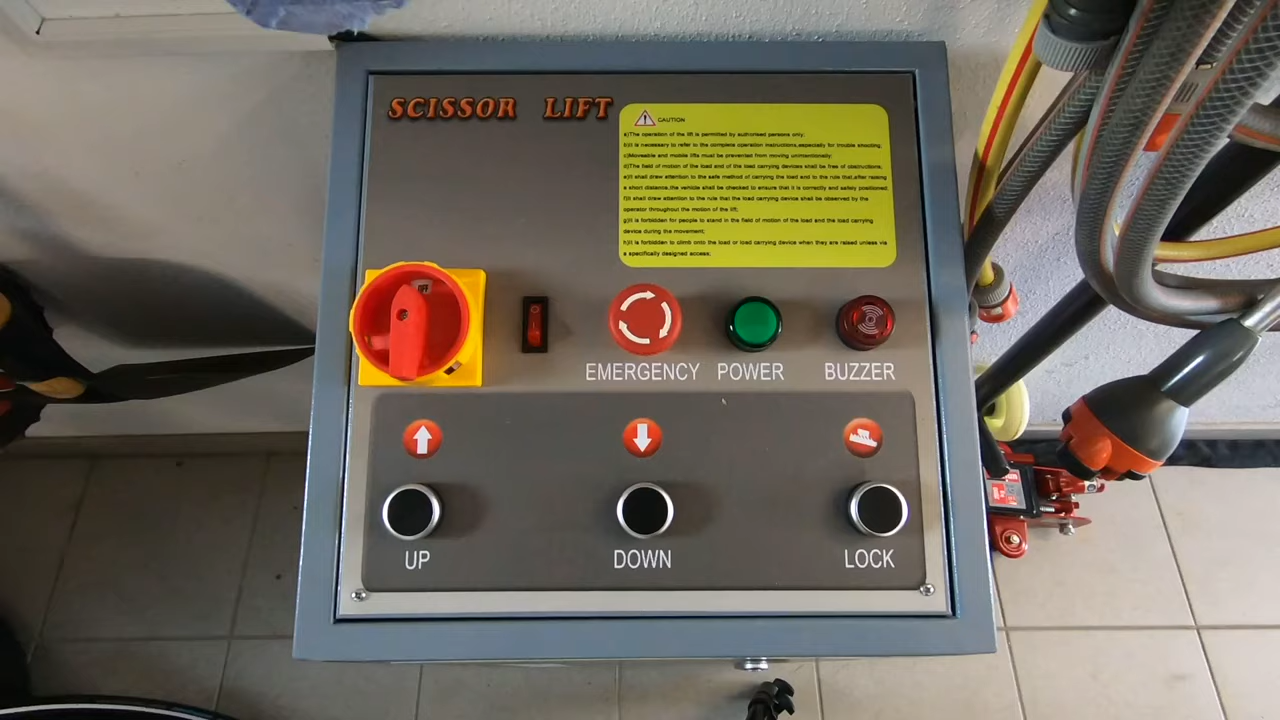 SCISSOR LIFT
CAUTION
a)The operation of the lift is permitted by authorised persons only;
b)It is necessary to refer to the complete operation instructions,especially for trouble shooting.
c)Moveable and mobile lifts must be prevented from moving unintentionally;
d)The field of motion of the load and of the load carrying devices shall be free of obstructions,
e)It shall draw attention to the safe method of carrying the load and to the rule that,after raising
a short distance,the vehicle shall be checked to ensure that it is correctly and safety positioned.
f)It shall draw attention to the rule that the load carrying device shall be observed by the
operator throughout the motion of the lift;
g)It is forbidden for people to stand in the field of motion of the load and the load carrying
device during the movement;
h)It is forbidden to climb onto the load or load carrying device when they are raised unless via
a specifically designed access;
OFF
EMERGENCY
POWER
BUZZER
UP
DOWN
LOCK